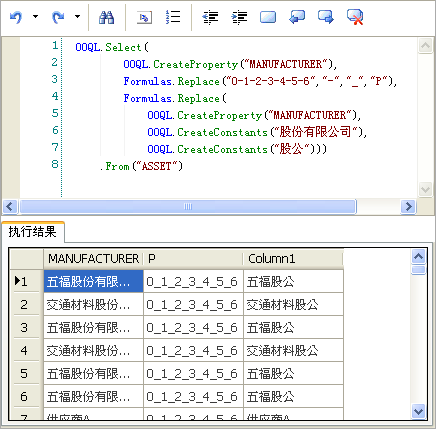 1 OOQL.Select(
2 OOQL.CreateProperty("MANUFACTURER"),
3 Formulas.Replace("0-1-2-3-4-5-6","-","_","P"),
4 Formulas.Replace(
5 OOQL.CreateProperty("MANUFACTURER"),
6 OOQL.CreateConstants("股份有限公司"),
7 OOQL.CreateConstants("股公")))
8 .From("ASSET")
执行结果
MANUFACTURER P Column1
1 五福股份有限... 0_1_2_3_4_5_6 五福股公
2 交通材料股份... 0_1_2_3_4_5_6 交通材料股公
3 五福股份有限... 0_1_2_3_4_5_6 五福股公
4 交通材料股份... 0_1_2_3_4_5_6 交通材料股公
5 五福股份有限... 0_1_2_3_4_5_6 五福股公
6 五福股份有限... 0_1_2_3_4_5_6 五福股公
7 供应商A 0_1_2_3_4_5_6 供应商A